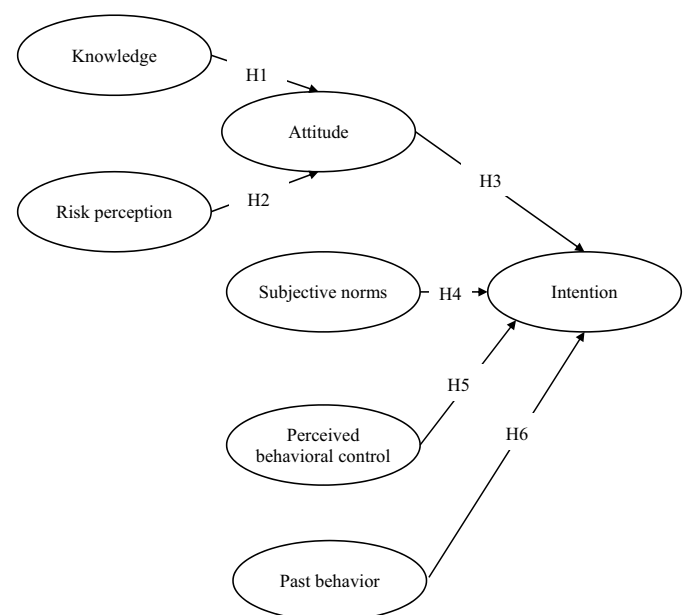 Knowledge
H1
Attitude
H2
Risk perception
H3
Subjective norms
H4
Intention
H5
Perceived
behavioral control
H6
Past behavior